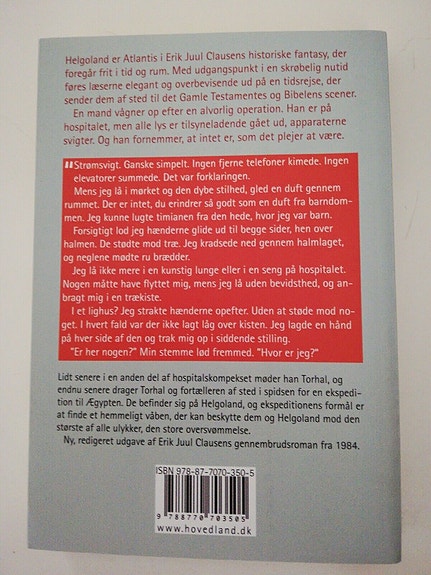 Helgoland er Atlantis i Erik Juul Clausens historiske fantasy, der
foregår frit i tid og rum. Med udgangspunkt i en skrøbelig nutid
føres læserne elegant og overbevisende ud på en tidsrejse, der
sender dem af sted til det Gamle Testamentes og Bibelens scener.
En mand vågner op efter en alvorlig operation. Han er på
hospitalet, men alle lys er tilsyneladende gået ud, apparaterne
svigter. Og han fornemmer, at intet er, som det plejer at være.
"Strømsvigt. Ganske simpelt. Ingen fjerne telefoner kimede. Ingen
elevatorer summede. Det var forklaringen.
Mens jeg lå i mørket og den dybe stilhed, gled en duft gennem
rummet. Der er intet, du erindrer så godt som en duft fra barndom-
men. Jeg kunne lugte timianen fra den hede, hvor jeg var barn.
Forsigtigt lod jeg hænderne glide ud til begge sider, hen over
halmen. De stødte mod træ. Jeg kradsede ned gennem halmlaget,
og neglene mødte ru brædder.
Jeg lå ikke mere i en kunstig lunge eller i en seng på hospitalet.
Nogen måtte have flyttet mig, mens jeg lå uden bevidsthed, og an-
bragt mig i en trækiste.
I et lighus? Jeg strakte hænderne opefter. Uden at støde mod no-
get. I hvert fald var der ikke lagt låg over kisten. Jeg lagde en hånd
på hver side af den og trak mig op i siddende stilling.
"Er her nogen?" Min stemme lød fremmed. "Hvor er jeg?"
Lidt senere i en anden del af hospitalskompekset møder han Torhal, og
endnu senere drager Torhal og fortælleren af sted i spidsen for en ekspedi-
tion til Ægypten. De befinder sig på Helgoland, og ekspeditionens formål er
at finde et hemmeligt våben, der kan beskytte dem og Helgoland mod den
største af alle ulykker, den store oversvømmelse.
Ny, redigeret udgave af Erik Juul Clausens gennembrudsroman fra 1984.
ISBN 978-87-7070-350-5
9 788770 703505
www.hovedland.dk